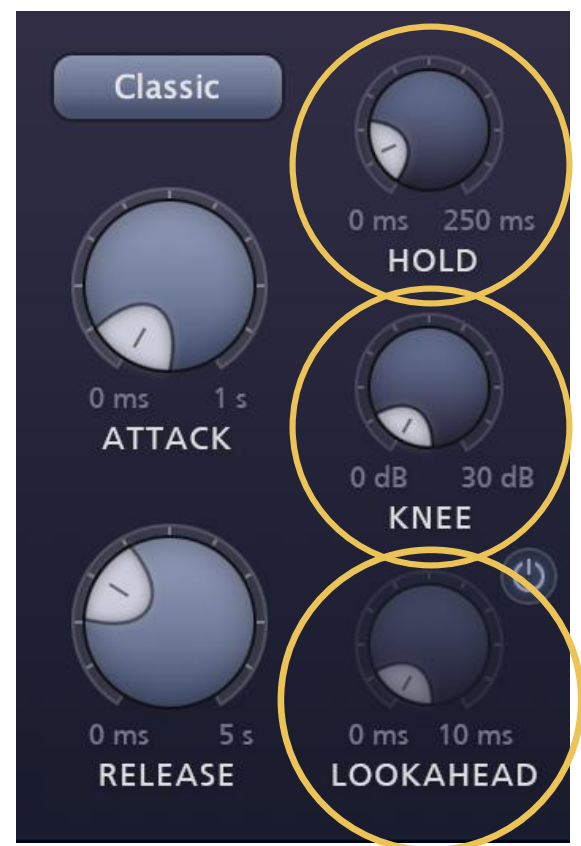 Classic
0 ms 250 ms
HOLD
0 ms 1 s
ATTACK
0 dB 30 dB
KNEE
0 ms 5 s
RELEASE
0 ms 10 ms
LOOKAHEAD